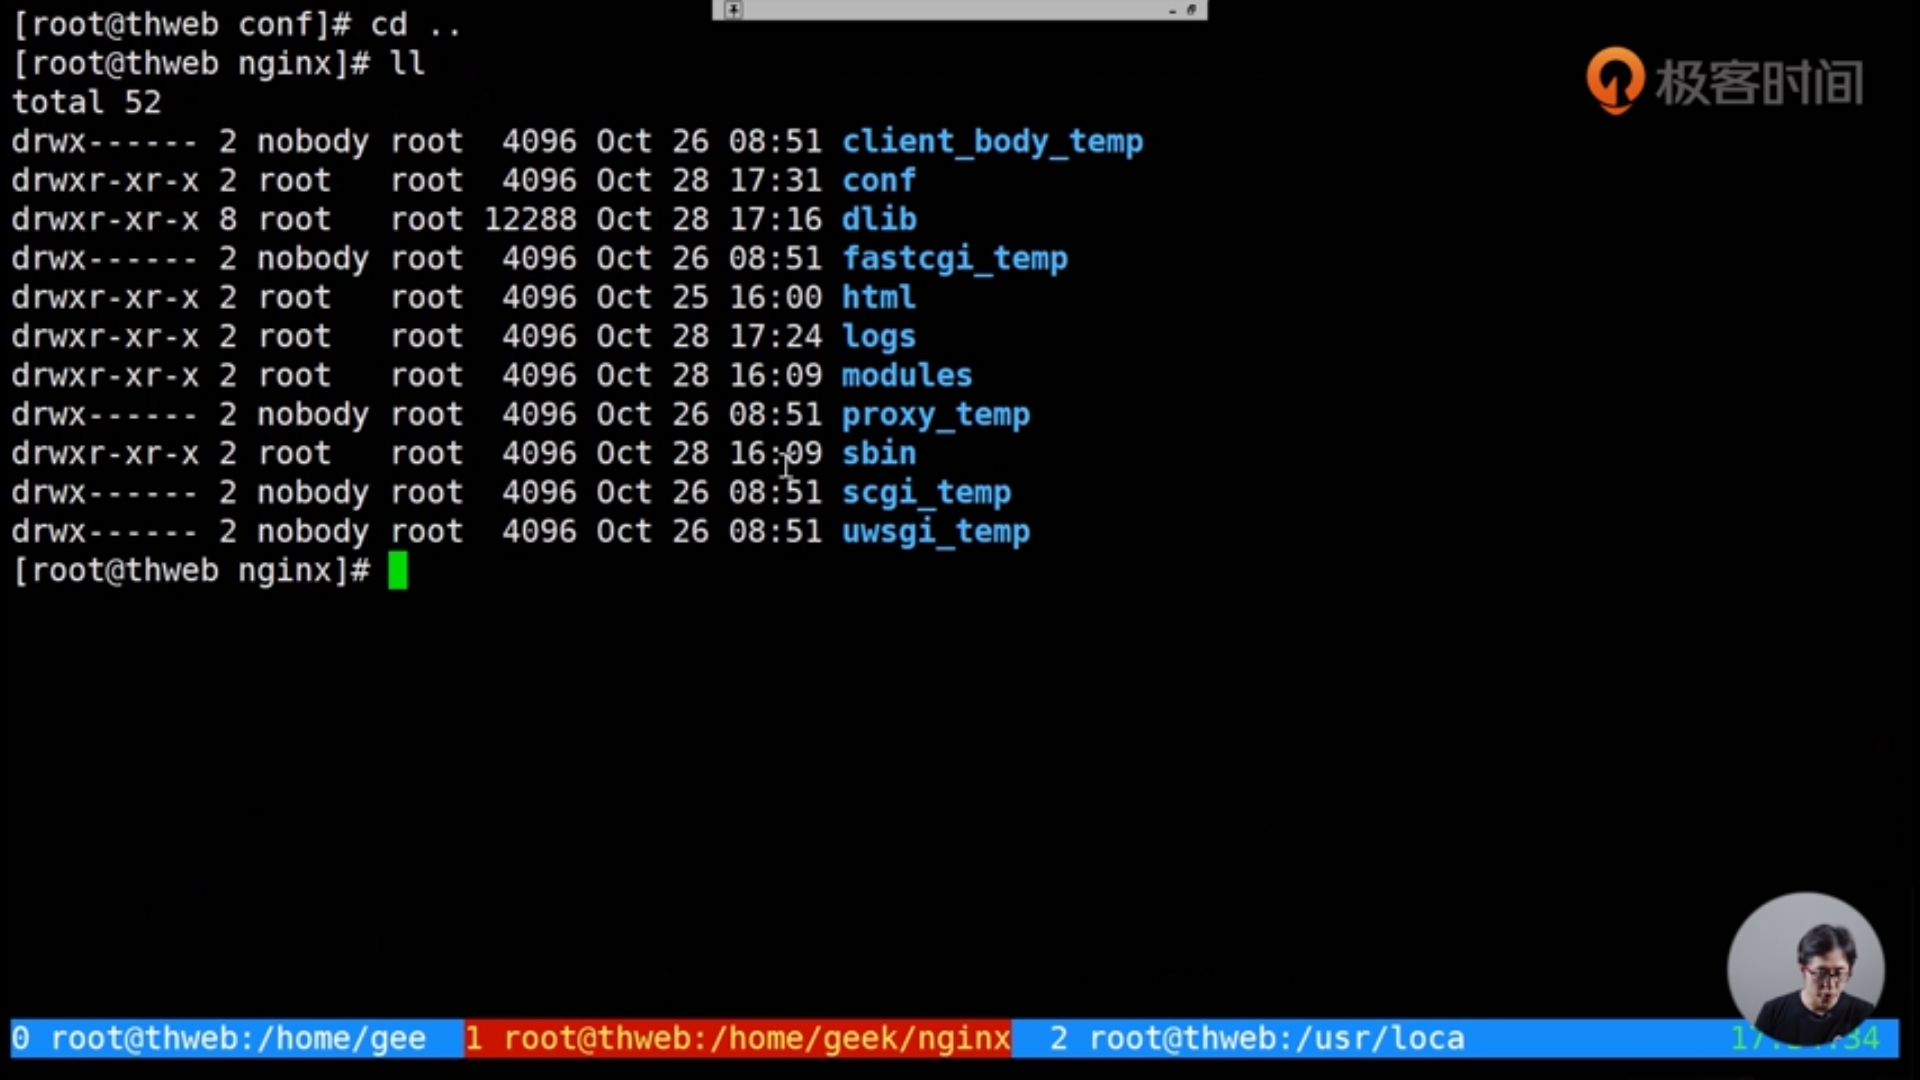 [root@thweb conf]# cd ..
[root@thweb nginx]# ll
total 52
drwx------ 2 nobody root  4096 Oct 26 08:51 client_body_temp
drwxr-xr-x 2 root   root  4096 Oct 28 17:31 conf
drwxr-xr-x 8 root   root 12288 Oct 28 17:16 dlib
drwx------ 2 nobody root  4096 Oct 26 08:51 fastcgi_temp
drwxr-xr-x 2 root   root  4096 Oct 25 16:00 html
drwxr-xr-x 2 root   root  4096 Oct 28 17:24 logs
drwxr-xr-x 2 root   root  4096 Oct 28 16:09 modules
drwx------ 2 nobody root  4096 Oct 26 08:51 proxy_temp
drwxr-xr-x 2 root   root  4096 Oct 28 16:09 sbin
drwx------ 2 nobody root  4096 Oct 26 08:51 scgi_temp
drwx------ 2 nobody root  4096 Oct 26 08:51 uwsgi_temp
[root@thweb nginx]#
极客时间
0 root@thweb:/home/gee 1 root@thweb:/home/geek/nginx 2 root@thweb:/usr/loca